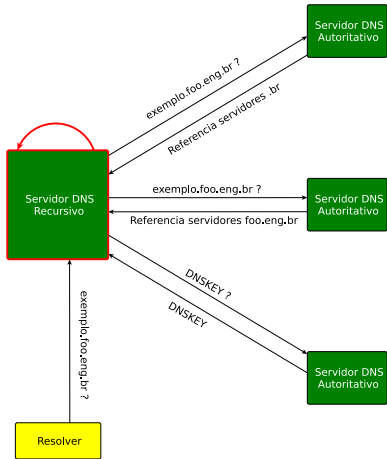 Servidor DNS
Autoritativo
exemplo.foo.eng.br ?
Referencia servidores .br
Servidor DNS
Recursivo
exemplo.foo.eng.br ?
Referencia servidores foo.eng.br
Servidor DNS
Autoritativo
DNSKEY ?
DNSKEY
exemplo.foo.eng.br ?
Servidor DNS
Autoritativo
Resolver